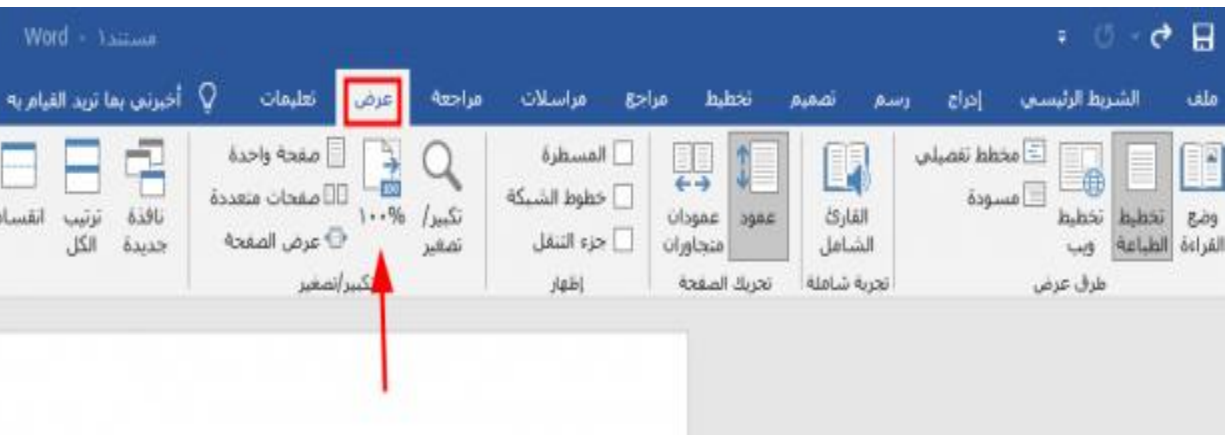 مستند١ - Word
ملف الشريط الرئيسي إدراج رسم تصميم تخطيط مراجع مراسلات مراجعة عرض تعليمات أخبرني بما تريد القيام به
وضع القراءة
تخطيط الطباعة
تخطيط ويب
مخطط تفصيلي
مسودة
طرق عرض
القارئ الشامل
تجربة شاملة
عمود
عمودان متجاوران
تحريك الصفحة
المسطرة
خطوط الشبكة
جزء التنقل
إظهار
تكبير/
تصغير
100
١٠٠%
صفحة واحدة
صفحات متعددة
عرض الصفحة
تكبير/تصغير
نافذة جديدة
ترتيب الكل